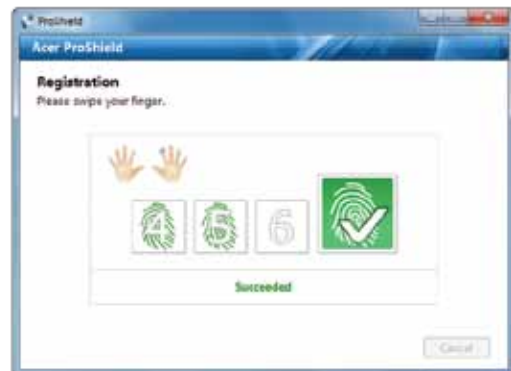 ProShield
Acer ProShield
Registration
Please swipe your finger.
4 5 6
Succeeded
Cancel